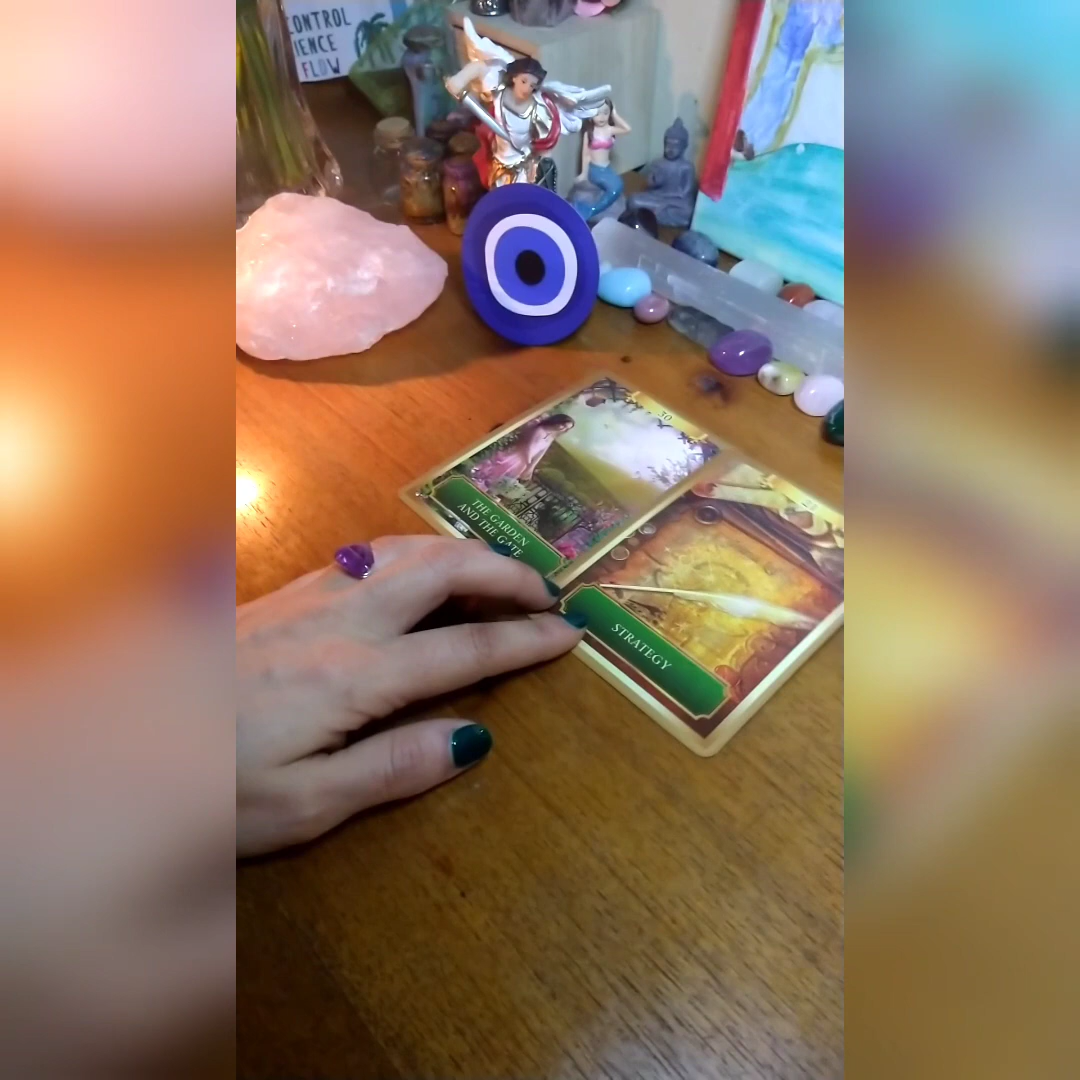 CONTROL
IENCE
FLOW
30
THE GARDEN
AND THE GATE
STRATEGY